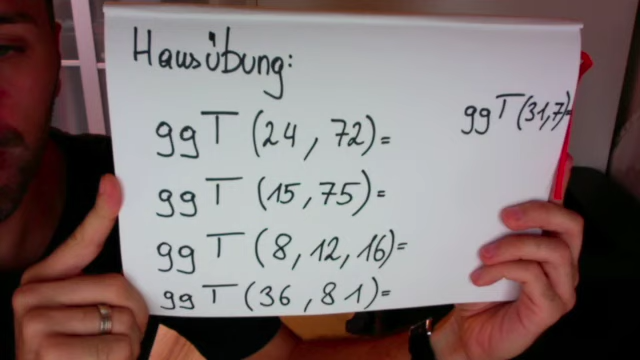 Hausübung:
ggT (24, 72)=
ggT (15, 75)=
ggT (8, 12, 16)=
ggT (36, 81)=
ggT (31, 7)=